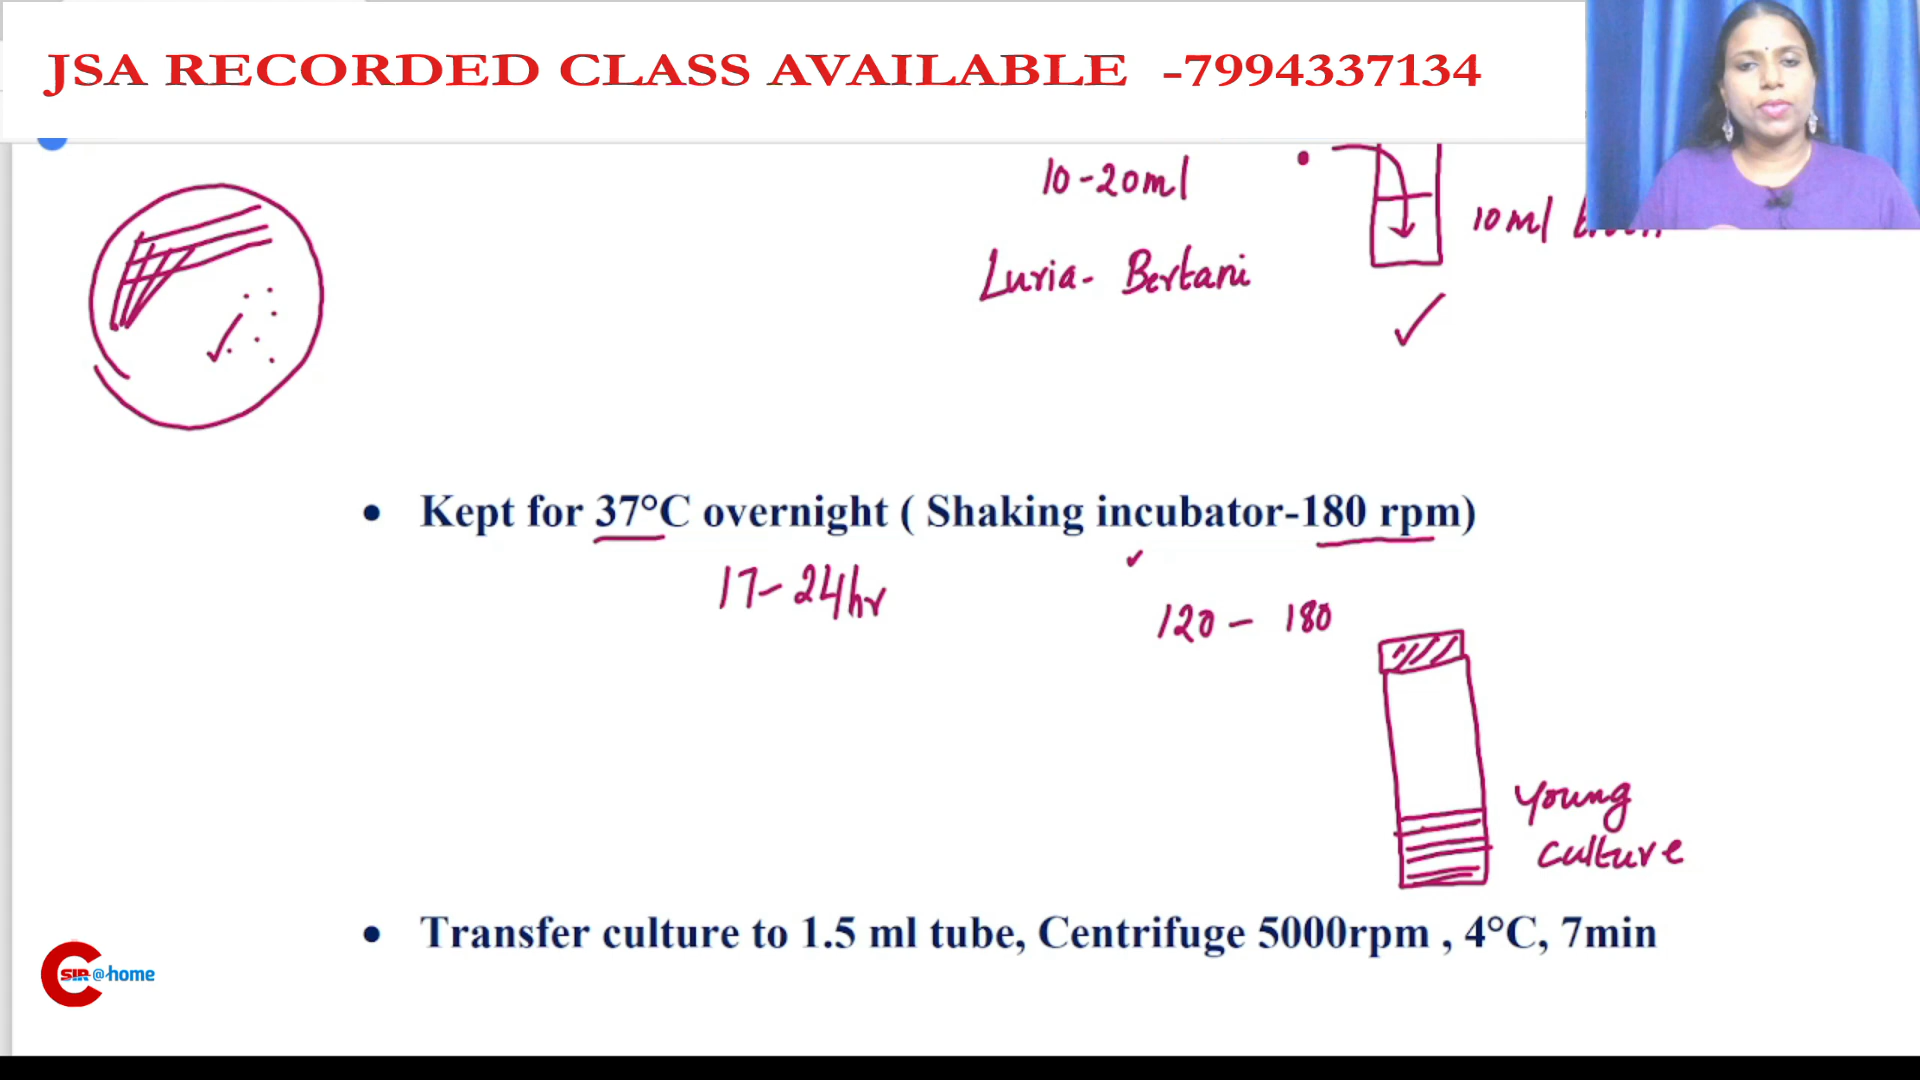 JSA RECORDED CLASS AVAILABLE -7994337134
10-20ml
10ml
Luria- Bertani
• Kept for 37°C overnight ( Shaking incubator-180 rpm)
17-24hr
120 - 180
Young
culture
• Transfer culture to 1.5 ml tube, Centrifuge 5000rpm , 4°C, 7min
CSIR@home